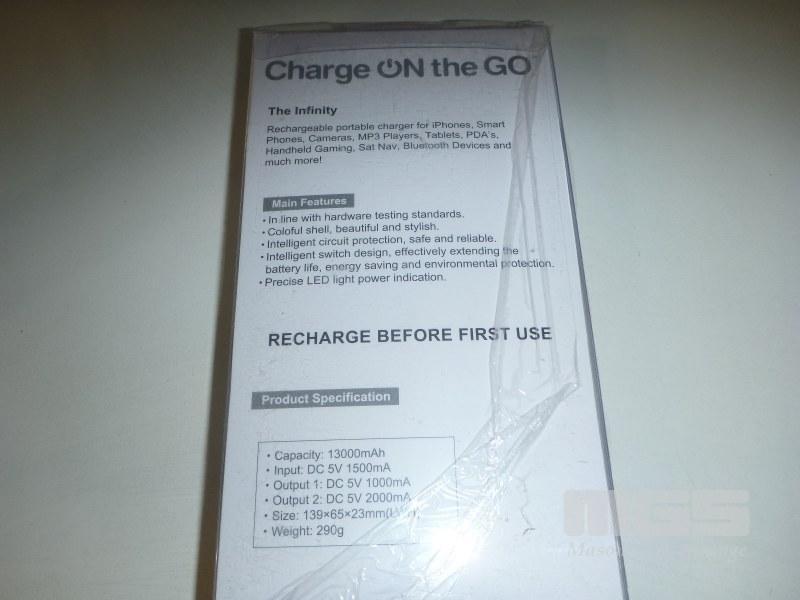 Charge ON the GO
The Infinity
Rechargeable portable charger for iPhones, Smart
Phones, Cameras, MP3 Players, Tablets, PDA's,
Handheld Gaming, Sat Nav, Bluetooth Devices and
much more!
Main Features
• In line with hardware testing standards.
• Coloful shell, beautiful and stylish.
• Intelligent circuit protection, safe and reliable.
• Intelligent switch design, effectively extending the
battery life, energy saving and environmental protection.
• Precise LED light power indication.
RECHARGE BEFORE FIRST USE
Product Specification
• Capacity: 13000mAh
• Input: DC 5V 1500mA
• Output 1: DC 5V 1000mA
• Output 2: DC 5V 2000mA
• Size: 139×65×23mm
• Weight: 290g
MGS